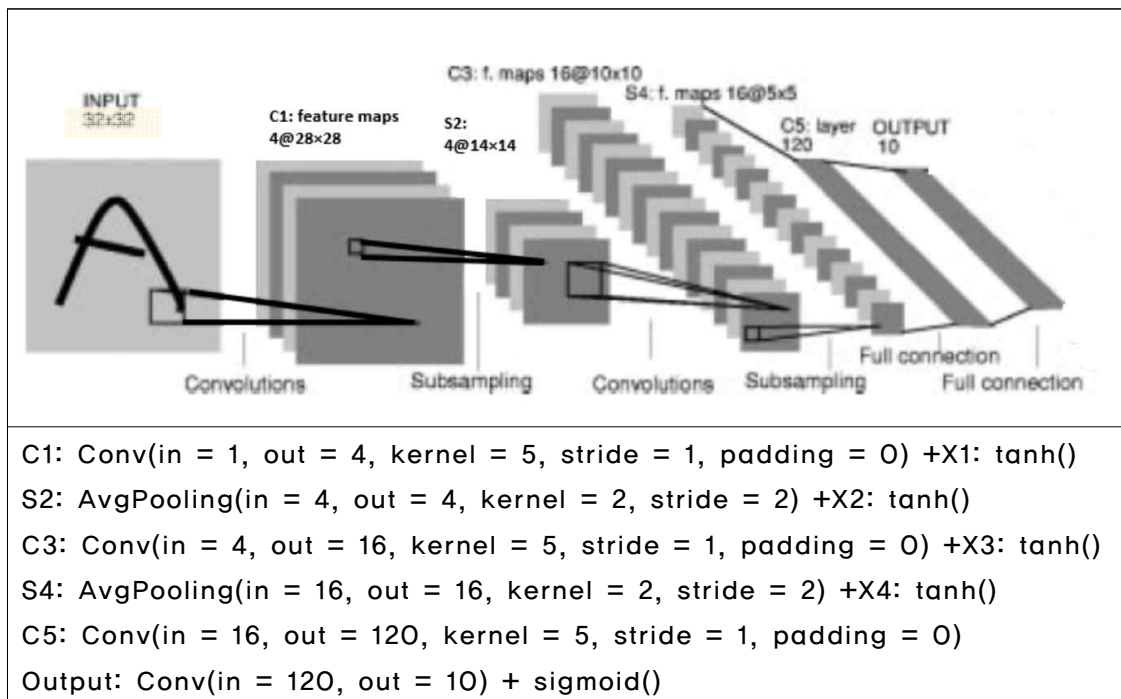 C3: f. maps 16@10x10
INPUT
32x32
C1: feature maps
4@28×28
S2:
4@14×14
S4: f. maps 16@5x5
C5: layer
120
OUTPUT
10
Convolutions
Subsampling
Convolutions
Subsampling
Full connection
Full connection
C1: Conv(in = 1, out = 4, kernel = 5, stride = 1, padding = 0) +X1: tanh()
S2: AvgPooling(in = 4, out = 4, kernel = 2, stride = 2) +X2: tanh()
C3: Conv(in = 4, out = 16, kernel = 5, stride = 1, padding = 0) +X3: tanh()
S4: AvgPooling(in = 16, out = 16, kernel = 2, stride = 2) +X4: tanh()
C5: Conv(in = 16, out = 120, kernel = 5, stride = 1, padding = 0)
Output: Conv(in = 120, out = 10) + sigmoid()